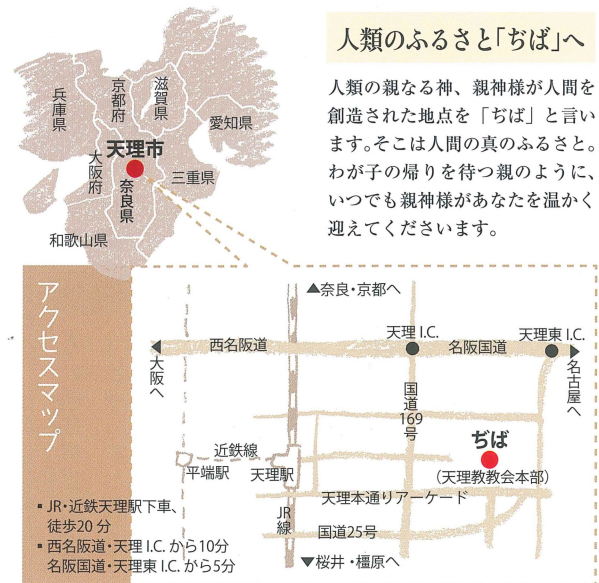 人類のふるさと「ぢば」へ
人類の親なる神、親神様が人間を
創造された地点を「ぢば」と言い
ます。そこは人間の真のふるさと。
わが子の帰りを待つ親のように、
いつでも親神様があなたを温かく
迎えてくださいます。
兵庫県
京都府
滋賀県
愛知県
天理市
大阪府
奈良県
三重県
和歌山県
アクセスマップ
▲奈良・京都へ
天理 I.C.
天理東 I.C.
西名阪道
名阪国道
大阪へ
名古屋へ
国道169号
ぢば
(天理教教会本部)
近鉄線
平端駅
天理駅
天理本通りアーケード
JR線
国道25号
▼桜井・橿原へ
▪ JR・近鉄天理駅下車、
徒歩20 分
▪ 西名阪道・天理 I.C. から10分
名阪国道・天理東 I.C. から5分